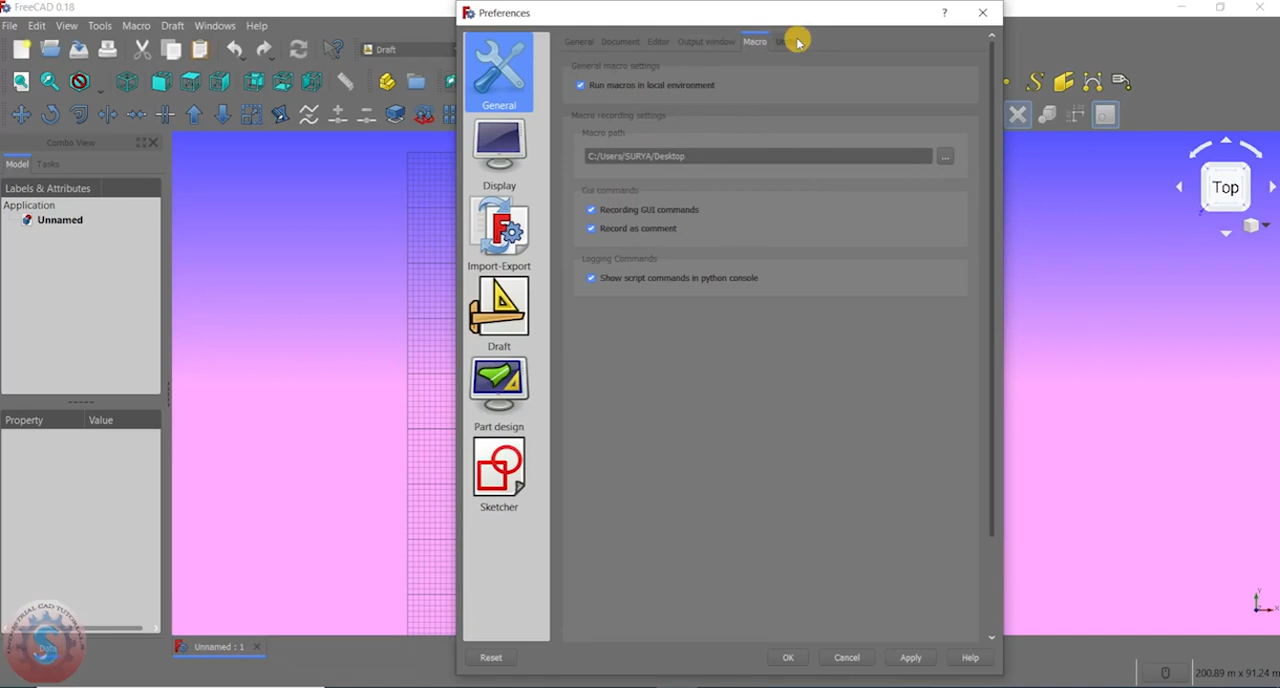 FreeCAD 0.18
File Edit View Tools Macro Draft Windows Help
Draft
Combo View
Model Tasks
Labels & Attributes
Application
Unnamed
Property Value
Unnamed : 1
Preferences
?
General Document Editor Output window Macro
General macro settings
Run macros in local environment
Macro recording settings
Macro path
C:/Users/SURYA/Desktop
...
Gui commands
Recording GUI commands
Record as comment
Logging Commands
Show script commands in python console
General
Display
Import-Export
Draft
Part design
Sketcher
Reset OK Cancel Apply Help
Top
200.89 m x 91.24 m
INDUSTRIAL CAD TUTORIALS